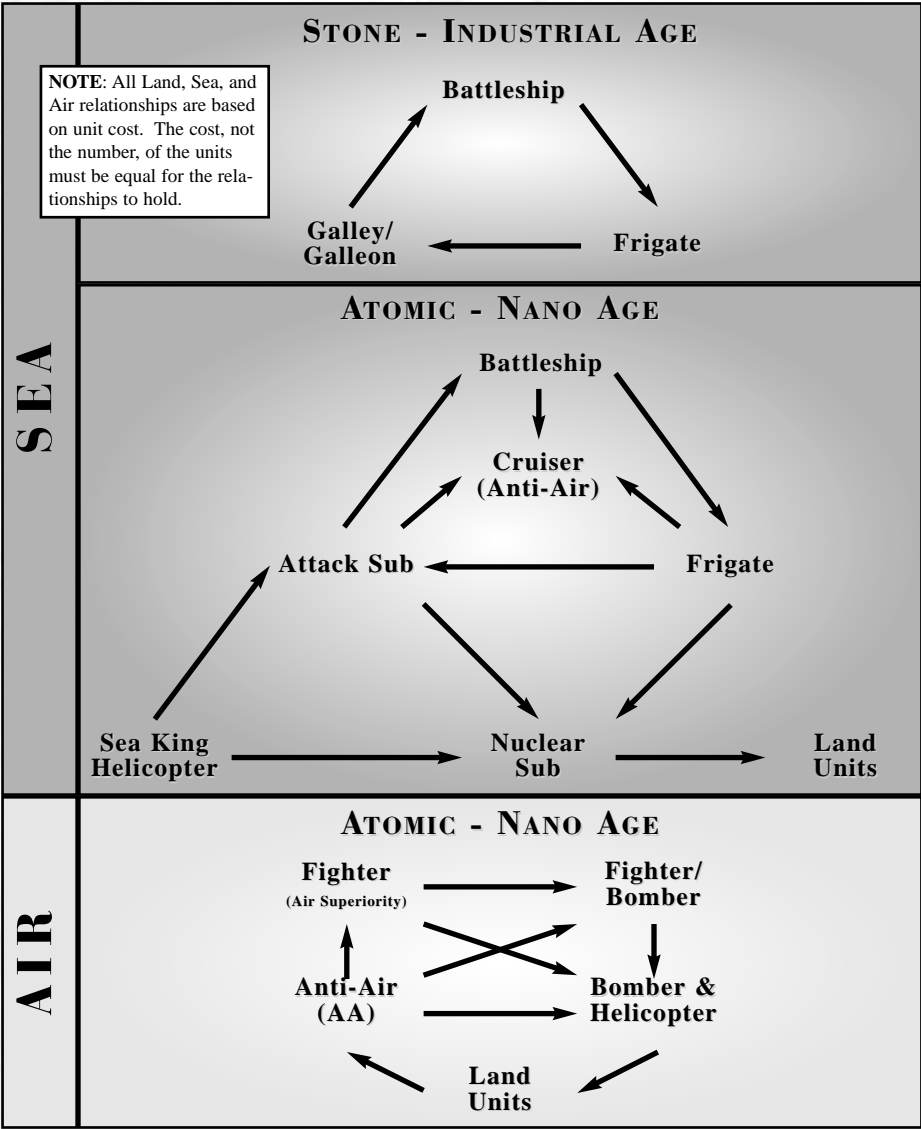 STONE - INDUSTRIAL AGE
NOTE: All Land, Sea, and
Air relationships are based
on unit cost. The cost, not
the number, of the units
must be equal for the rela-
tionships to hold.
Battleship
Galley/
Galleon
Frigate
SEA
ATOMIC - NANO AGE
Battleship
Cruiser
(Anti-Air)
Attack Sub
Frigate
Sea King
Helicopter
Nuclear
Sub
Land
Units
AIR
ATOMIC - NANO AGE
Fighter
(Air Superiority)
Fighter/
Bomber
Anti-Air
(AA)
Bomber &
Helicopter
Land
Units